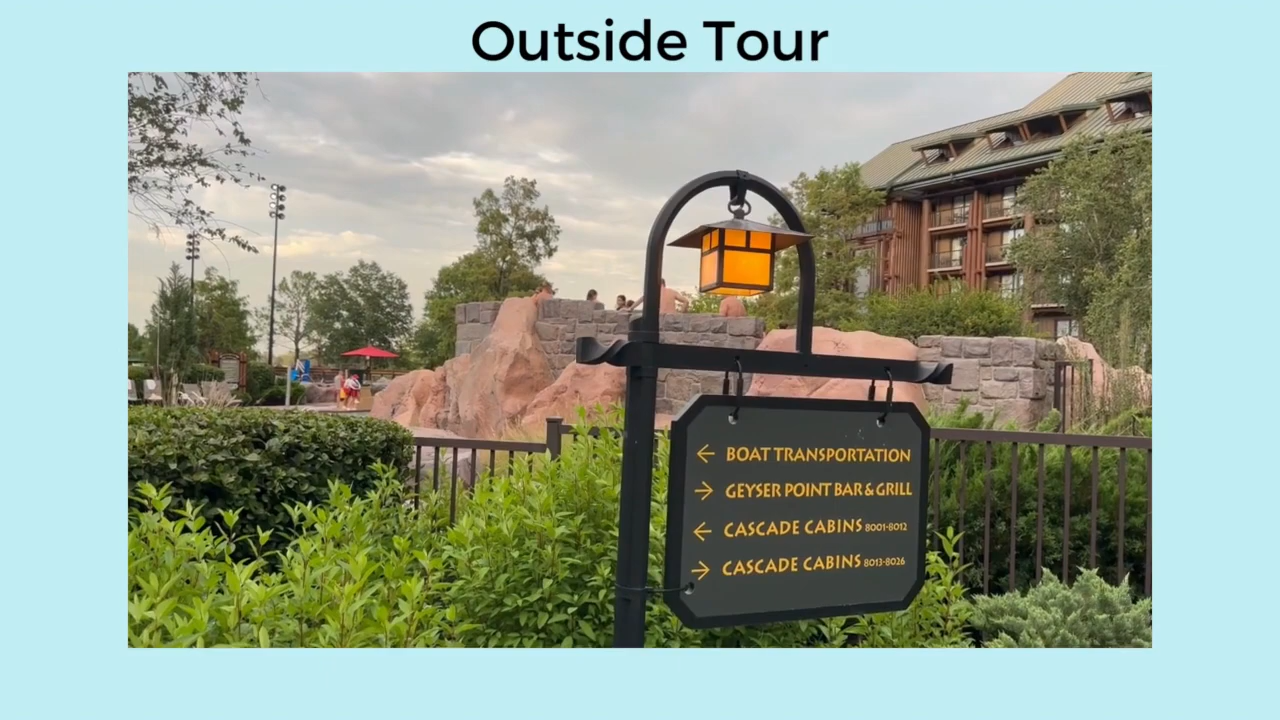 Outside Tour
← BOAT TRANSPORTATION
→ GEYSER POINT BAR & GRILL
← CASCADE CABINS 8001-8012
→ CASCADE CABINS 8013-8026